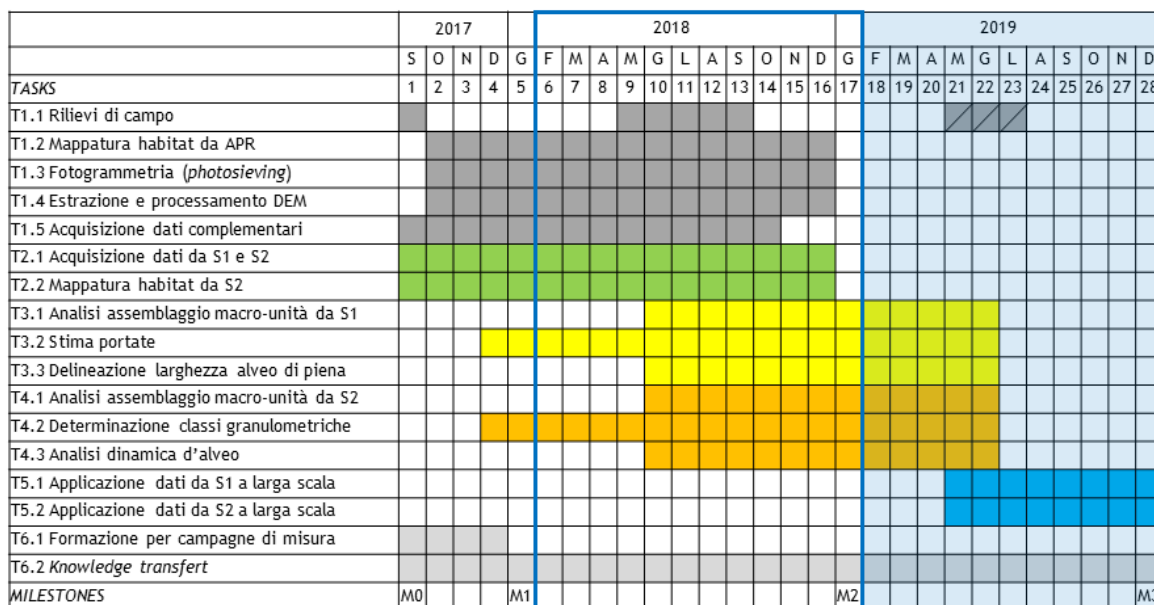 2017 2018 2019
S O N D G F M A M G L A S O N D G F M A M G L A S O N D
TASKS 1 2 3 4 5 6 7 8 9 10 11 12 13 14 15 16 17 18 19 20 21 22 23 24 25 26 27 28
T1.1 Rilievi di campo
T1.2 Mappatura habitat da APR
T1.3 Fotogrammetria (photosieving)
T1.4 Estrazione e processamento DEM
T1.5 Acquisizione dati complementari
T2.1 Acquisizione dati da S1 e S2
T2.2 Mappatura habitat da S2
T3.1 Analisi assemblaggio macro-unità da S1
T3.2 Stima portate
T3.3 Delineazione larghezza alveo di piena
T4.1 Analisi assemblaggio macro-unità da S2
T4.2 Determinazione classi granulometriche
T4.3 Analisi dinamica d'alveo
T5.1 Applicazione dati da S1 a larga scala
T5.2 Applicazione dati da S2 a larga scala
T6.1 Formazione per campagne di misura
T6.2 Knowledge transfert
MILESTONES M0 M1 M2 M3